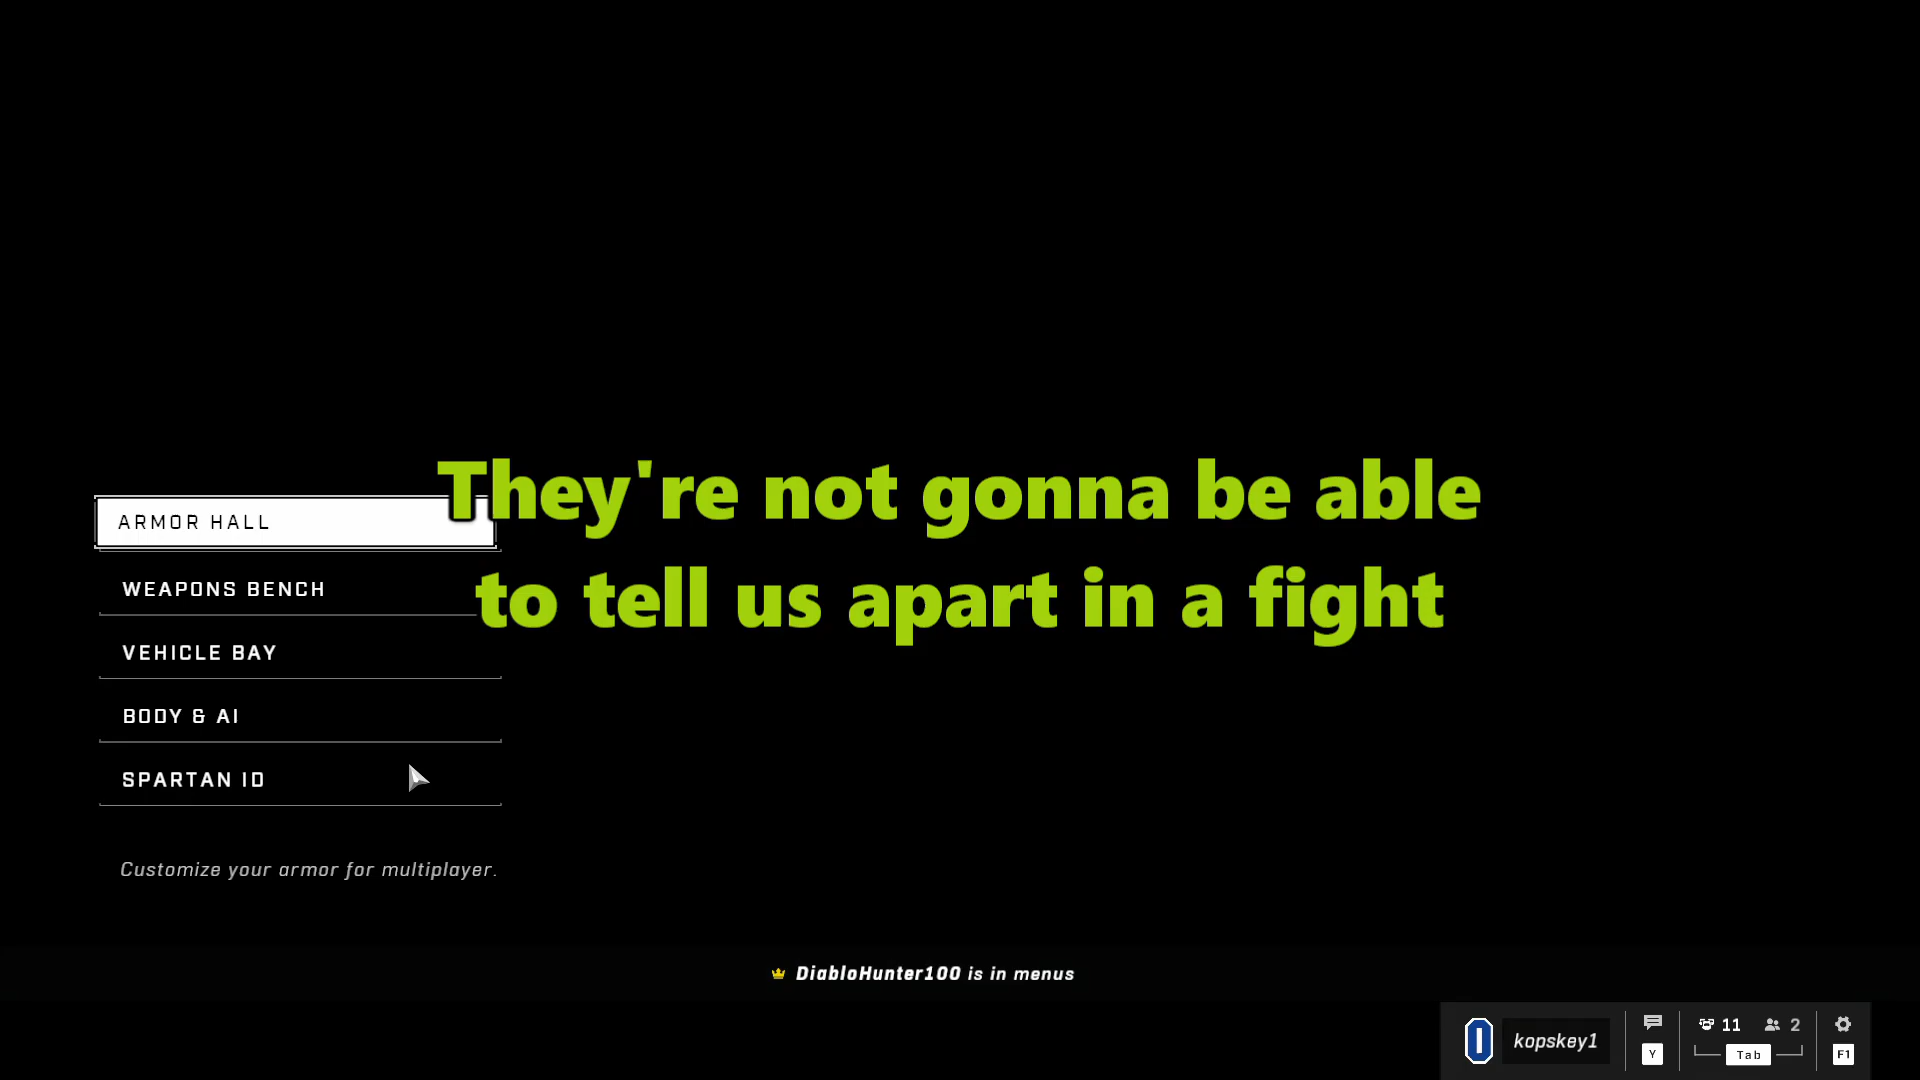 They're not gonna be able
to tell us apart in a fight
ARMOR HALL
WEAPONS BENCH
VEHICLE BAY
BODY & AI
SPARTAN ID
Customize your armor for multiplayer.
DiabloHunter100 is in menus
kopskey1
Y
11
2
Tab
F1